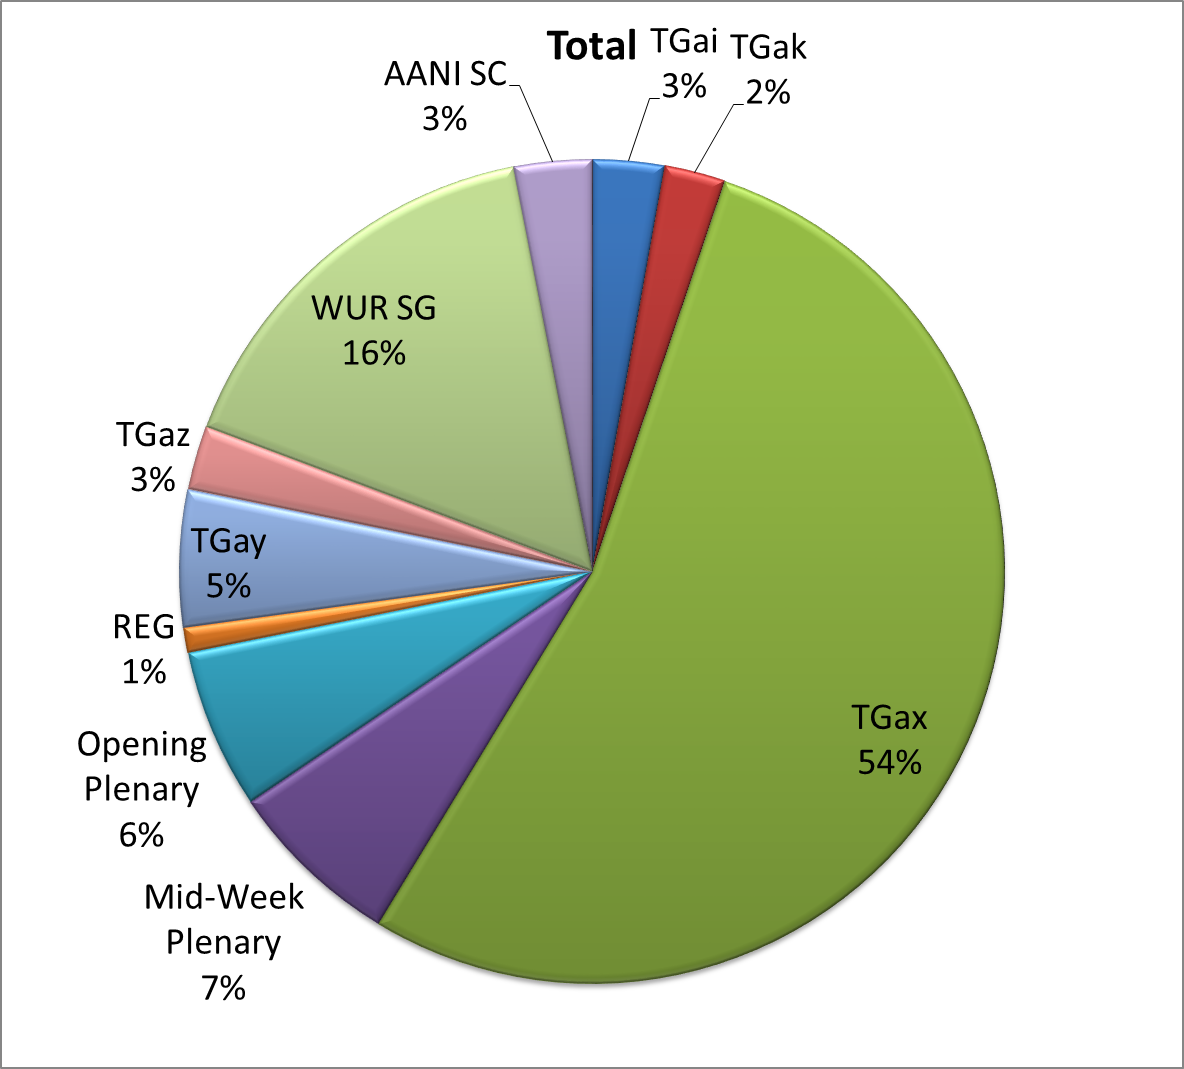 Total
TGai
3%
TGak
2%
TGax
54%
Mid-Week
Plenary
7%
Opening
Plenary
6%
REG
1%
TGay
5%
TGaz
3%
WUR SG
16%
AANI SC
3%